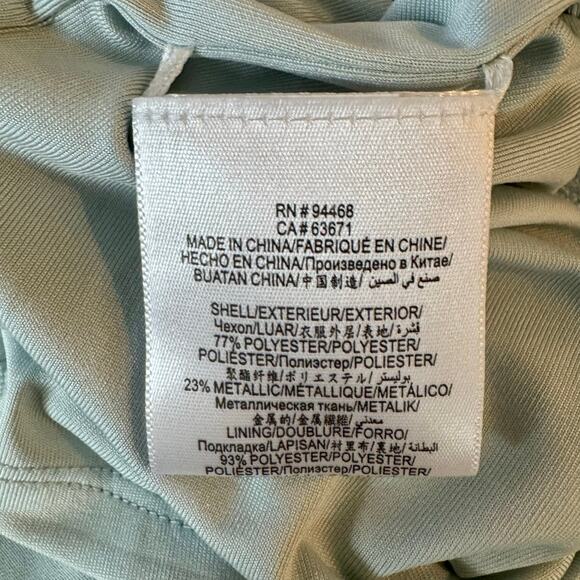 RN # 94468
CA # 63671
MADE IN CHINA/FABRIQUÉ EN CHINE/
HECHO EN CHINA/Произведено в Китае/
BUATAN CHINA/中国制造/ صنع في الصين
SHELL/EXTERIEUR/EXTERIOR/
Чехол/LUAR/衣服外层/表地/ قشرة
77% POLYESTER/POLYESTER/
POLIÉSTER/Полиэстер/POLIESTER/
聚酯纤维/ポリエステル/ بوليستر
23% METALLIC/MÉTALLIQUE/METÁLICO/
Металлическая ткань/METALIK/
金属的/金属繊維/ معدني
LINING/DOUBLURE/FORRO/
Подкладка/LAPISAN/衬里布/裏地/ البطانة
93% POLYESTER/POLYESTER/
POLIÉSTER/Полиэстер/POLIESTER/